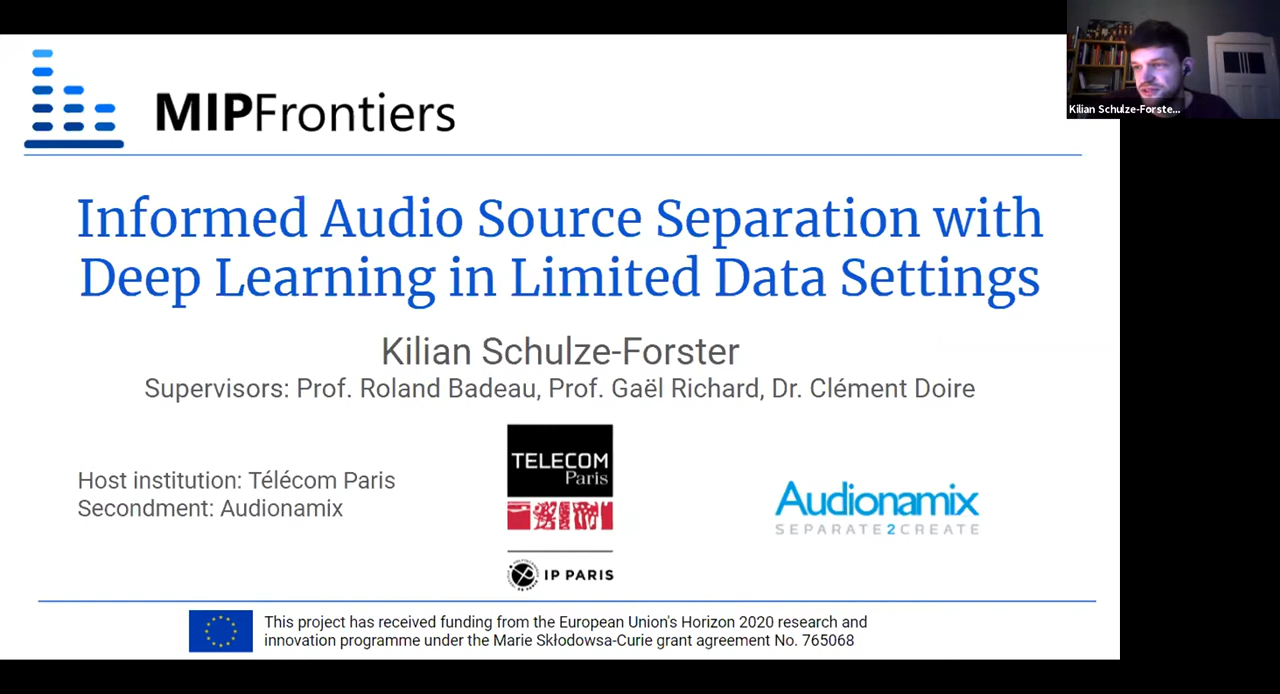 MIPFrontiers
Kilian Schulze-Forste...
Informed Audio Source Separation with
Deep Learning in Limited Data Settings
Kilian Schulze-Forster
Supervisors: Prof. Roland Badeau, Prof. Gaël Richard, Dr. Clément Doire
Host institution: Télécom Paris
Secondment: Audionamix
TELECOM
Paris
IP PARIS
Audionamix
SEPARATE2CREATE
This project has received funding from the European Union's Horizon 2020 research and
innovation programme under the Marie Skłodowsa-Curie grant agreement No. 765068